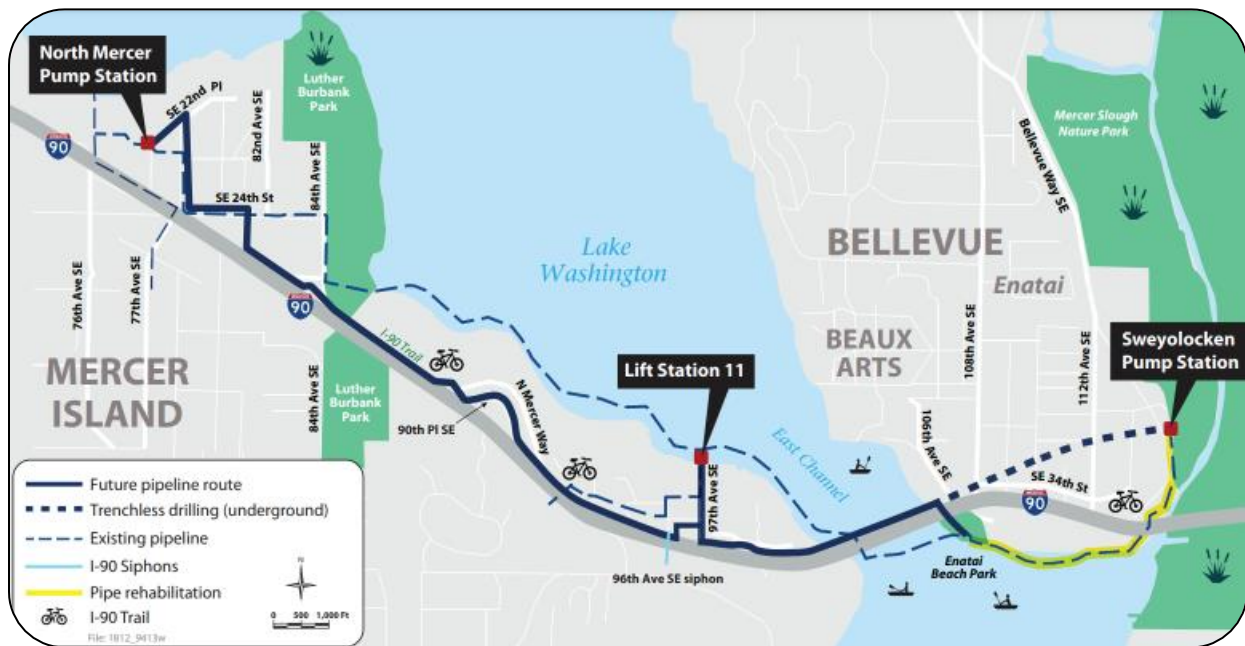 North Mercer
Pump Station
SE 22nd Pl
82nd Ave SE
84th Ave SE
Luther
Burbank
Park
INTERSTATE
90
SE 24th St
76th Ave SE
77th Ave SE
MERCER
ISLAND
84th Ave SE
Luther
Burbank
Park
90
I-90 Trail
90th Pl SE
N Mercer Way
Lake
Washington
Lift Station 11
97th Ave SE
96th Ave SE siphon
East Channel
BELLEVUE
Enatai
BEAUX
ARTS
106th Ave SE
108th Ave SE
112th Ave SE
Bellevue Way SE
Mercer Slough
Nature Park
Sweyolocken
Pump Station
SE 34th St
90
Enatai
Beach Park
Future pipeline route
Trenchless drilling (underground)
Existing pipeline
I-90 Siphons
Pipe rehabilitation
I-90 Trail
N
0 500 1,000 Ft
File: 1812_9413w